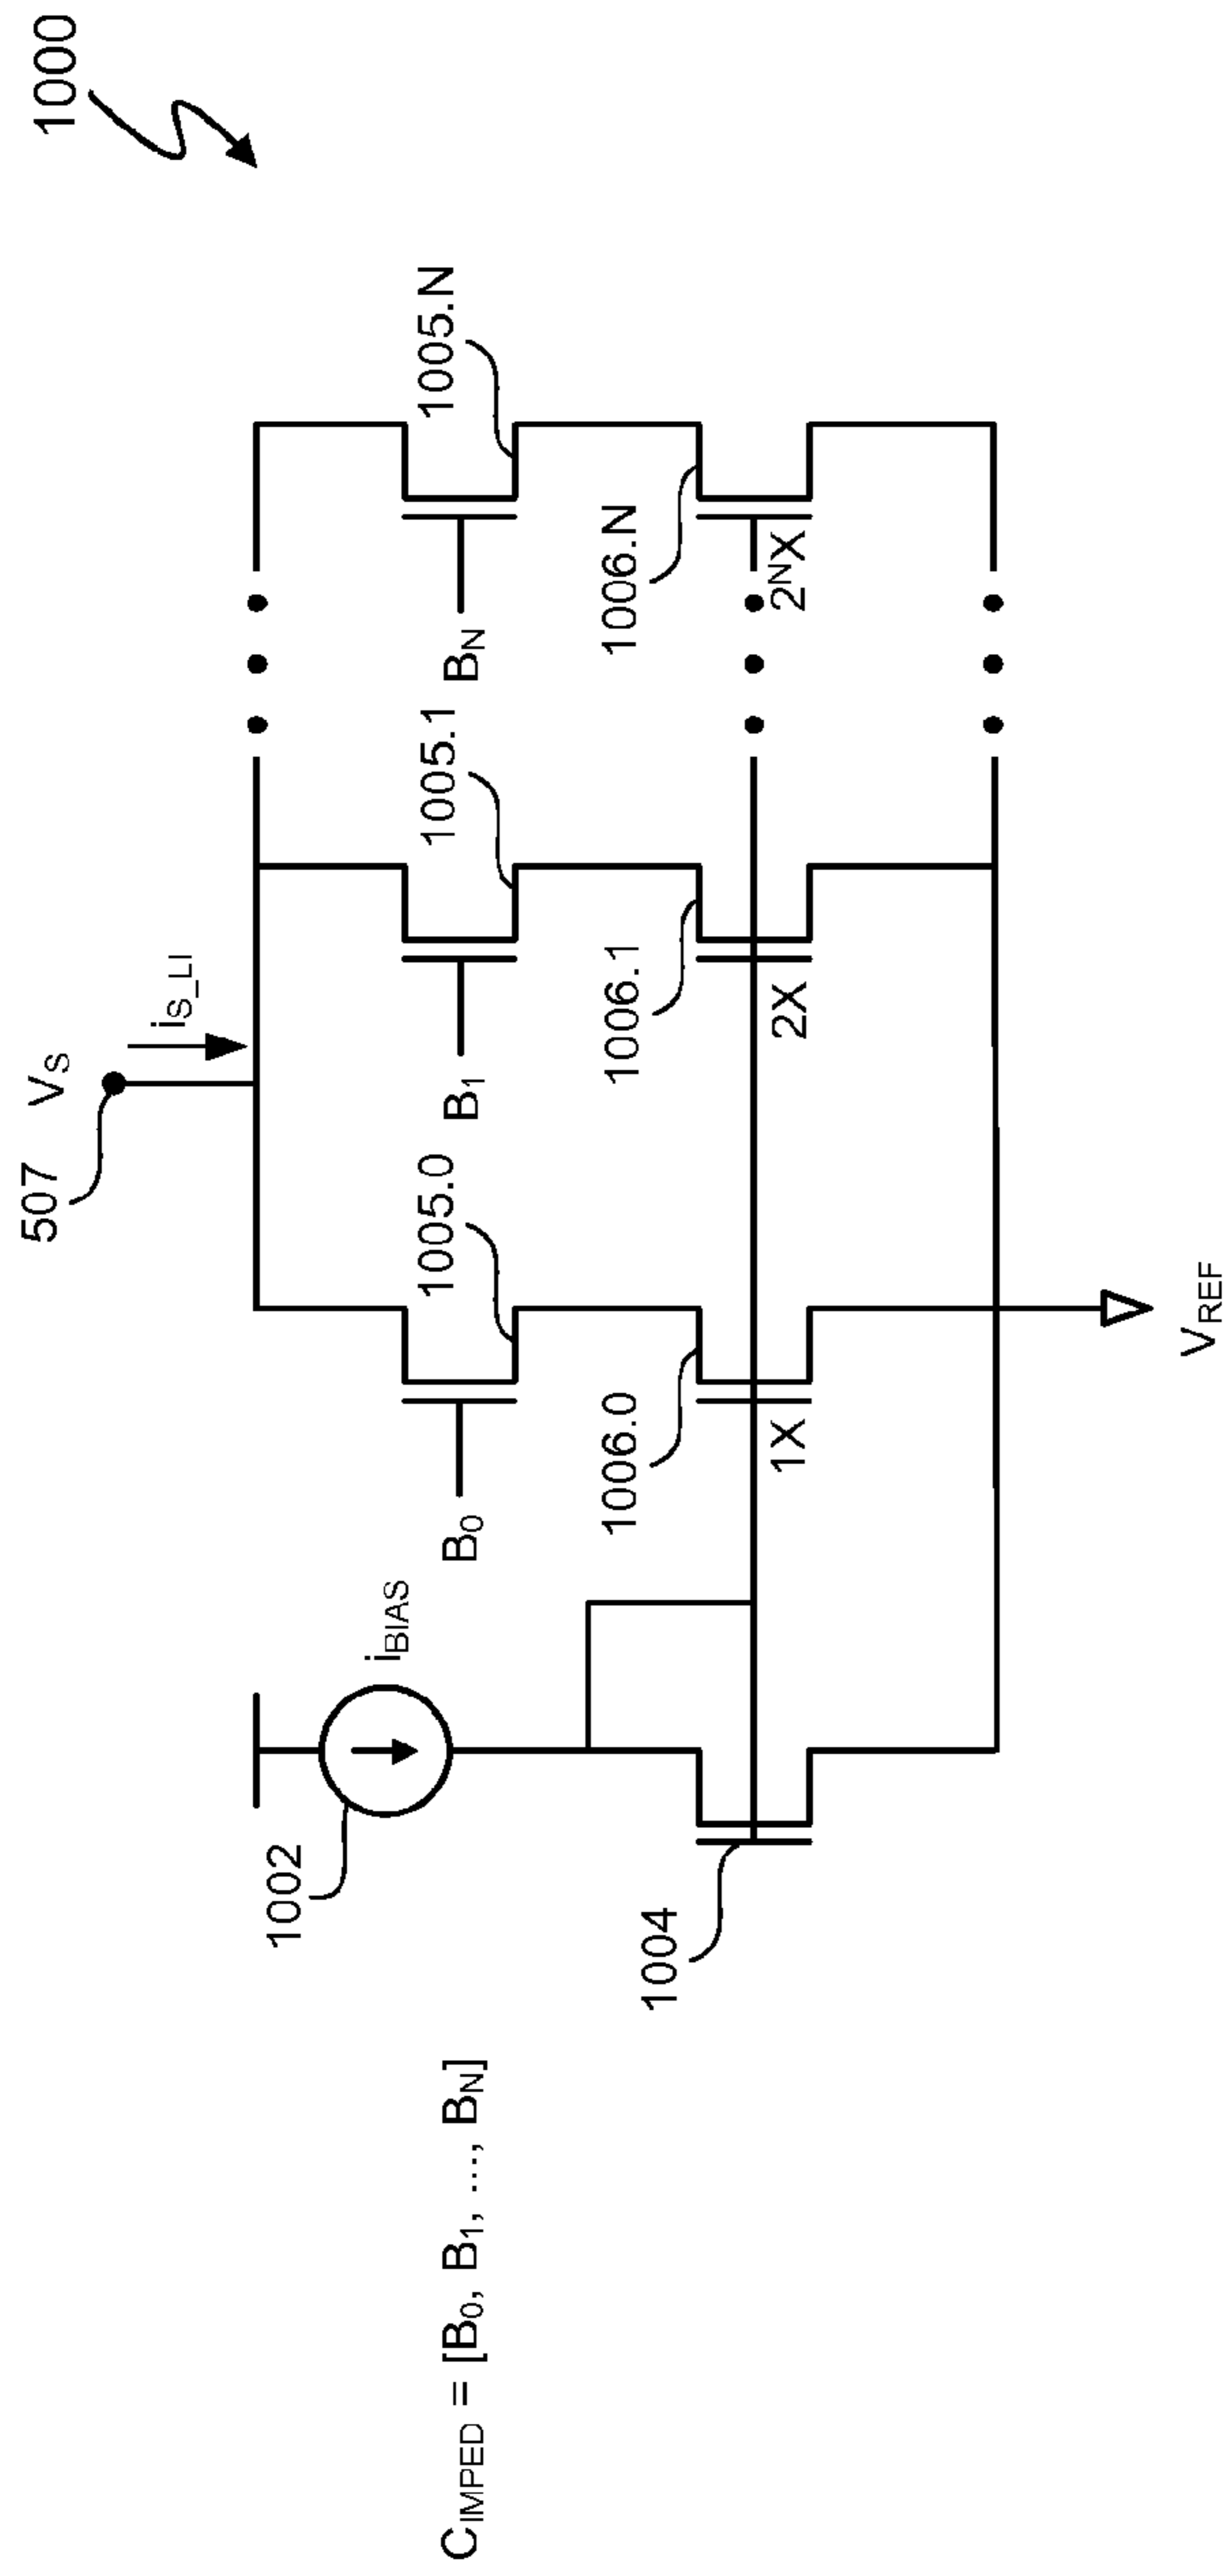 1000
507
V_S
i_S_LI
1002
i_BIAS
B_0
1005.0
B_1
1005.1
B_N
1005.N
C_IMPED = [B_0, B_1, ..., B_N]
1004
1006.0
1X
1006.1
2X
1006.N
2^N X
V_REF